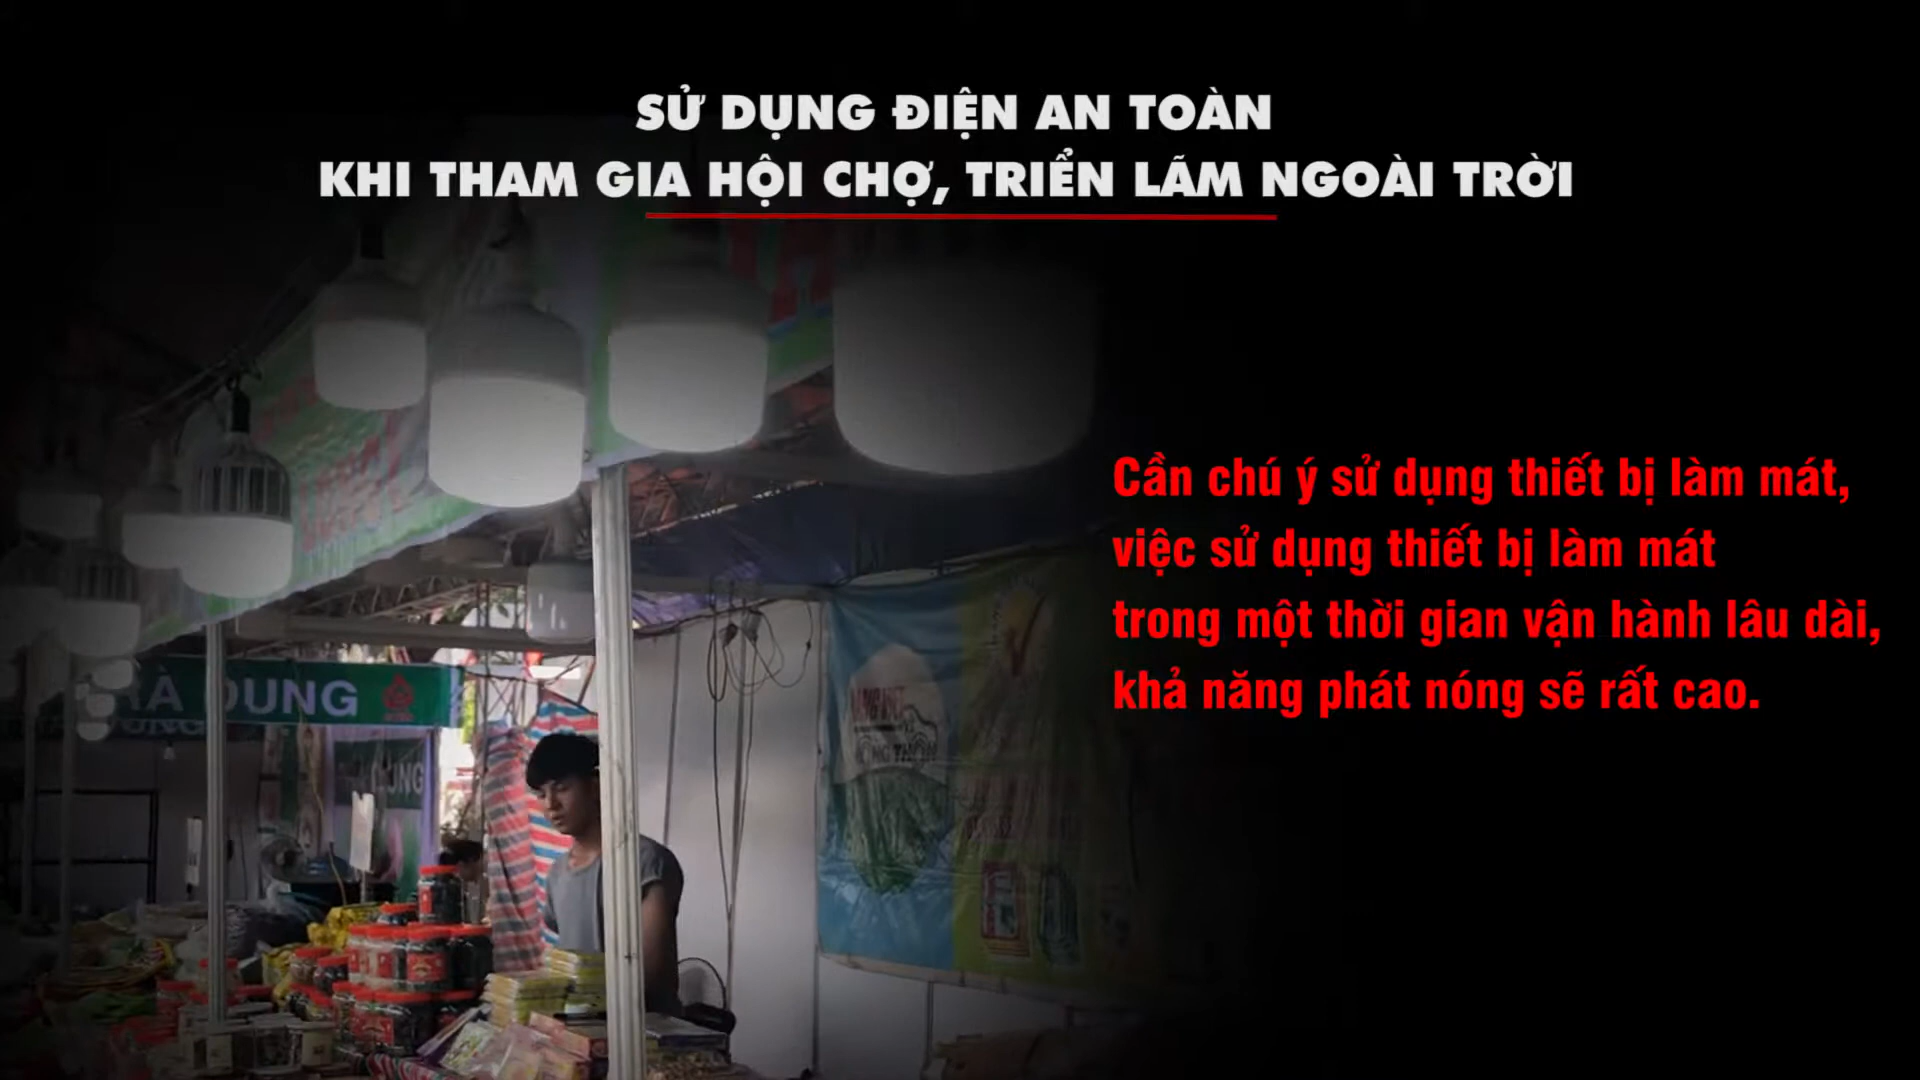 SỬ DỤNG ĐIỆN AN TOÀN
KHI THAM GIA HỘI CHỢ, TRIỂN LÃM NGOÀI TRỜI
Cần chú ý sử dụng thiết bị làm mát,
việc sử dụng thiết bị làm mát
trong một thời gian vận hành lâu dài,
khả năng phát nóng sẽ rất cao.
DUNG